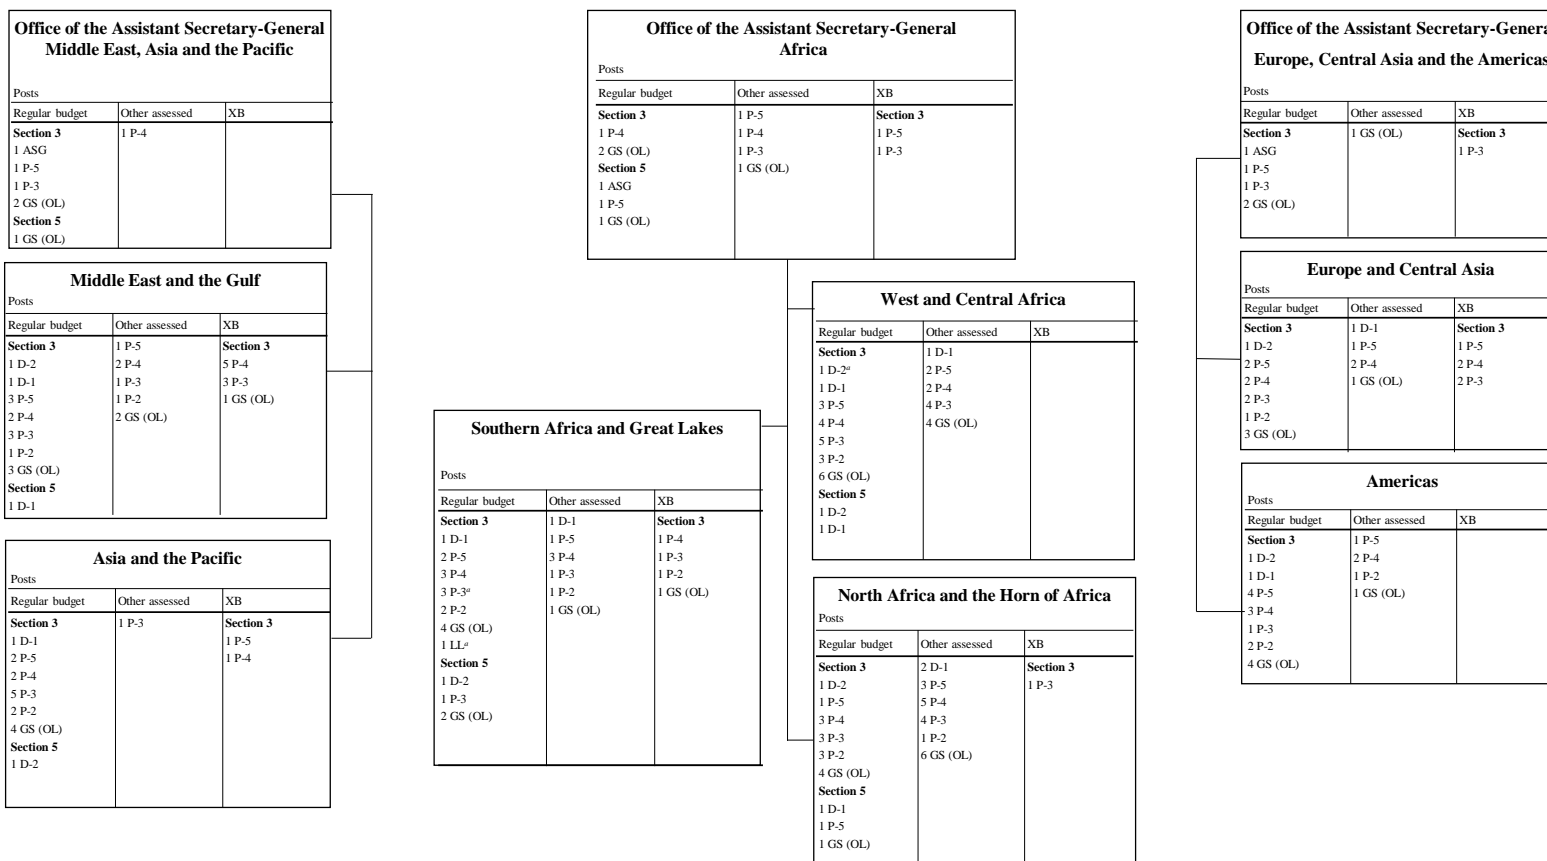 Office of the Assistant Secretary-General
Middle East, Asia and the Pacific
Posts
Regular budget Other assessed XB
Section 3 1 P-4
1 ASG
1 P-5
1 P-3
2 GS (OL)
Section 5
1 GS (OL)
Middle East and the Gulf
Posts
Regular budget Other assessed XB
Section 3 1 P-5 Section 3
1 D-2 2 P-4 5 P-4
1 D-1 1 P-3 3 P-3
3 P-5 1 P-2 1 GS (OL)
2 P-4 2 GS (OL)
3 P-3
1 P-2
3 GS (OL)
Section 5
1 D-1
Asia and the Pacific
Posts
Regular budget Other assessed XB
Section 3 1 P-3 Section 3
1 D-1 1 P-5
2 P-5 1 P-4
2 P-4
5 P-3
2 P-2
4 GS (OL)
Section 5
1 D-2
Office of the Assistant Secretary-General
Africa
Posts
Regular budget Other assessed XB
Section 3 1 P-5 Section 3
1 P-4 1 P-4 1 P-5
2 GS (OL) 1 P-3 1 P-3
Section 5 1 GS (OL)
1 ASG
1 P-5
1 GS (OL)
West and Central Africa
Regular budget Other assessed XB
Section 3 1 D-1
1 D-2a 2 P-5
1 D-1 2 P-4
3 P-5 4 P-3
4 P-4 4 GS (OL)
5 P-3
3 P-2
6 GS (OL)
Section 5
1 D-2
1 D-1
Southern Africa and Great Lakes
Posts
Regular budget Other assessed XB
Section 3 1 D-1 Section 3
1 D-1 1 P-5 1 P-4
2 P-5 3 P-4 1 P-3
3 P-4 1 P-3 1 P-2
3 P-3a 1 P-2 1 GS (OL)
2 P-2 1 GS (OL)
4 GS (OL)
1 LLa
Section 5
1 D-2
1 P-3
2 GS (OL)
North Africa and the Horn of Africa
Posts
Regular budget Other assessed XB
Section 3 2 D-1 Section 3
1 D-2 3 P-5 1 P-3
1 P-5 5 P-4
3 P-4 4 P-3
3 P-3 1 P-2
3 P-2 6 GS (OL)
4 GS (OL)
Section 5
1 D-1
1 P-5
1 GS (OL)
Office of the Assistant Secretary-Genera
Europe, Central Asia and the Americas
Posts
Regular budget Other assessed XB
Section 3 1 GS (OL) Section 3
1 ASG 1 P-3
1 P-5
1 P-3
2 GS (OL)
Europe and Central Asia
Posts
Regular budget Other assessed XB
Section 3 1 D-1 Section 3
1 D-2 1 P-5 1 P-5
2 P-5 2 P-4 2 P-4
2 P-4 1 GS (OL) 2 P-3
2 P-3
1 P-2
3 GS (OL)
Americas
Posts
Regular budget Other assessed XB
Section 3 1 P-5
1 D-2 2 P-4
1 D-1 1 P-2
4 P-5 1 GS (OL)
3 P-4
1 P-3
2 P-2
4 GS (OL)